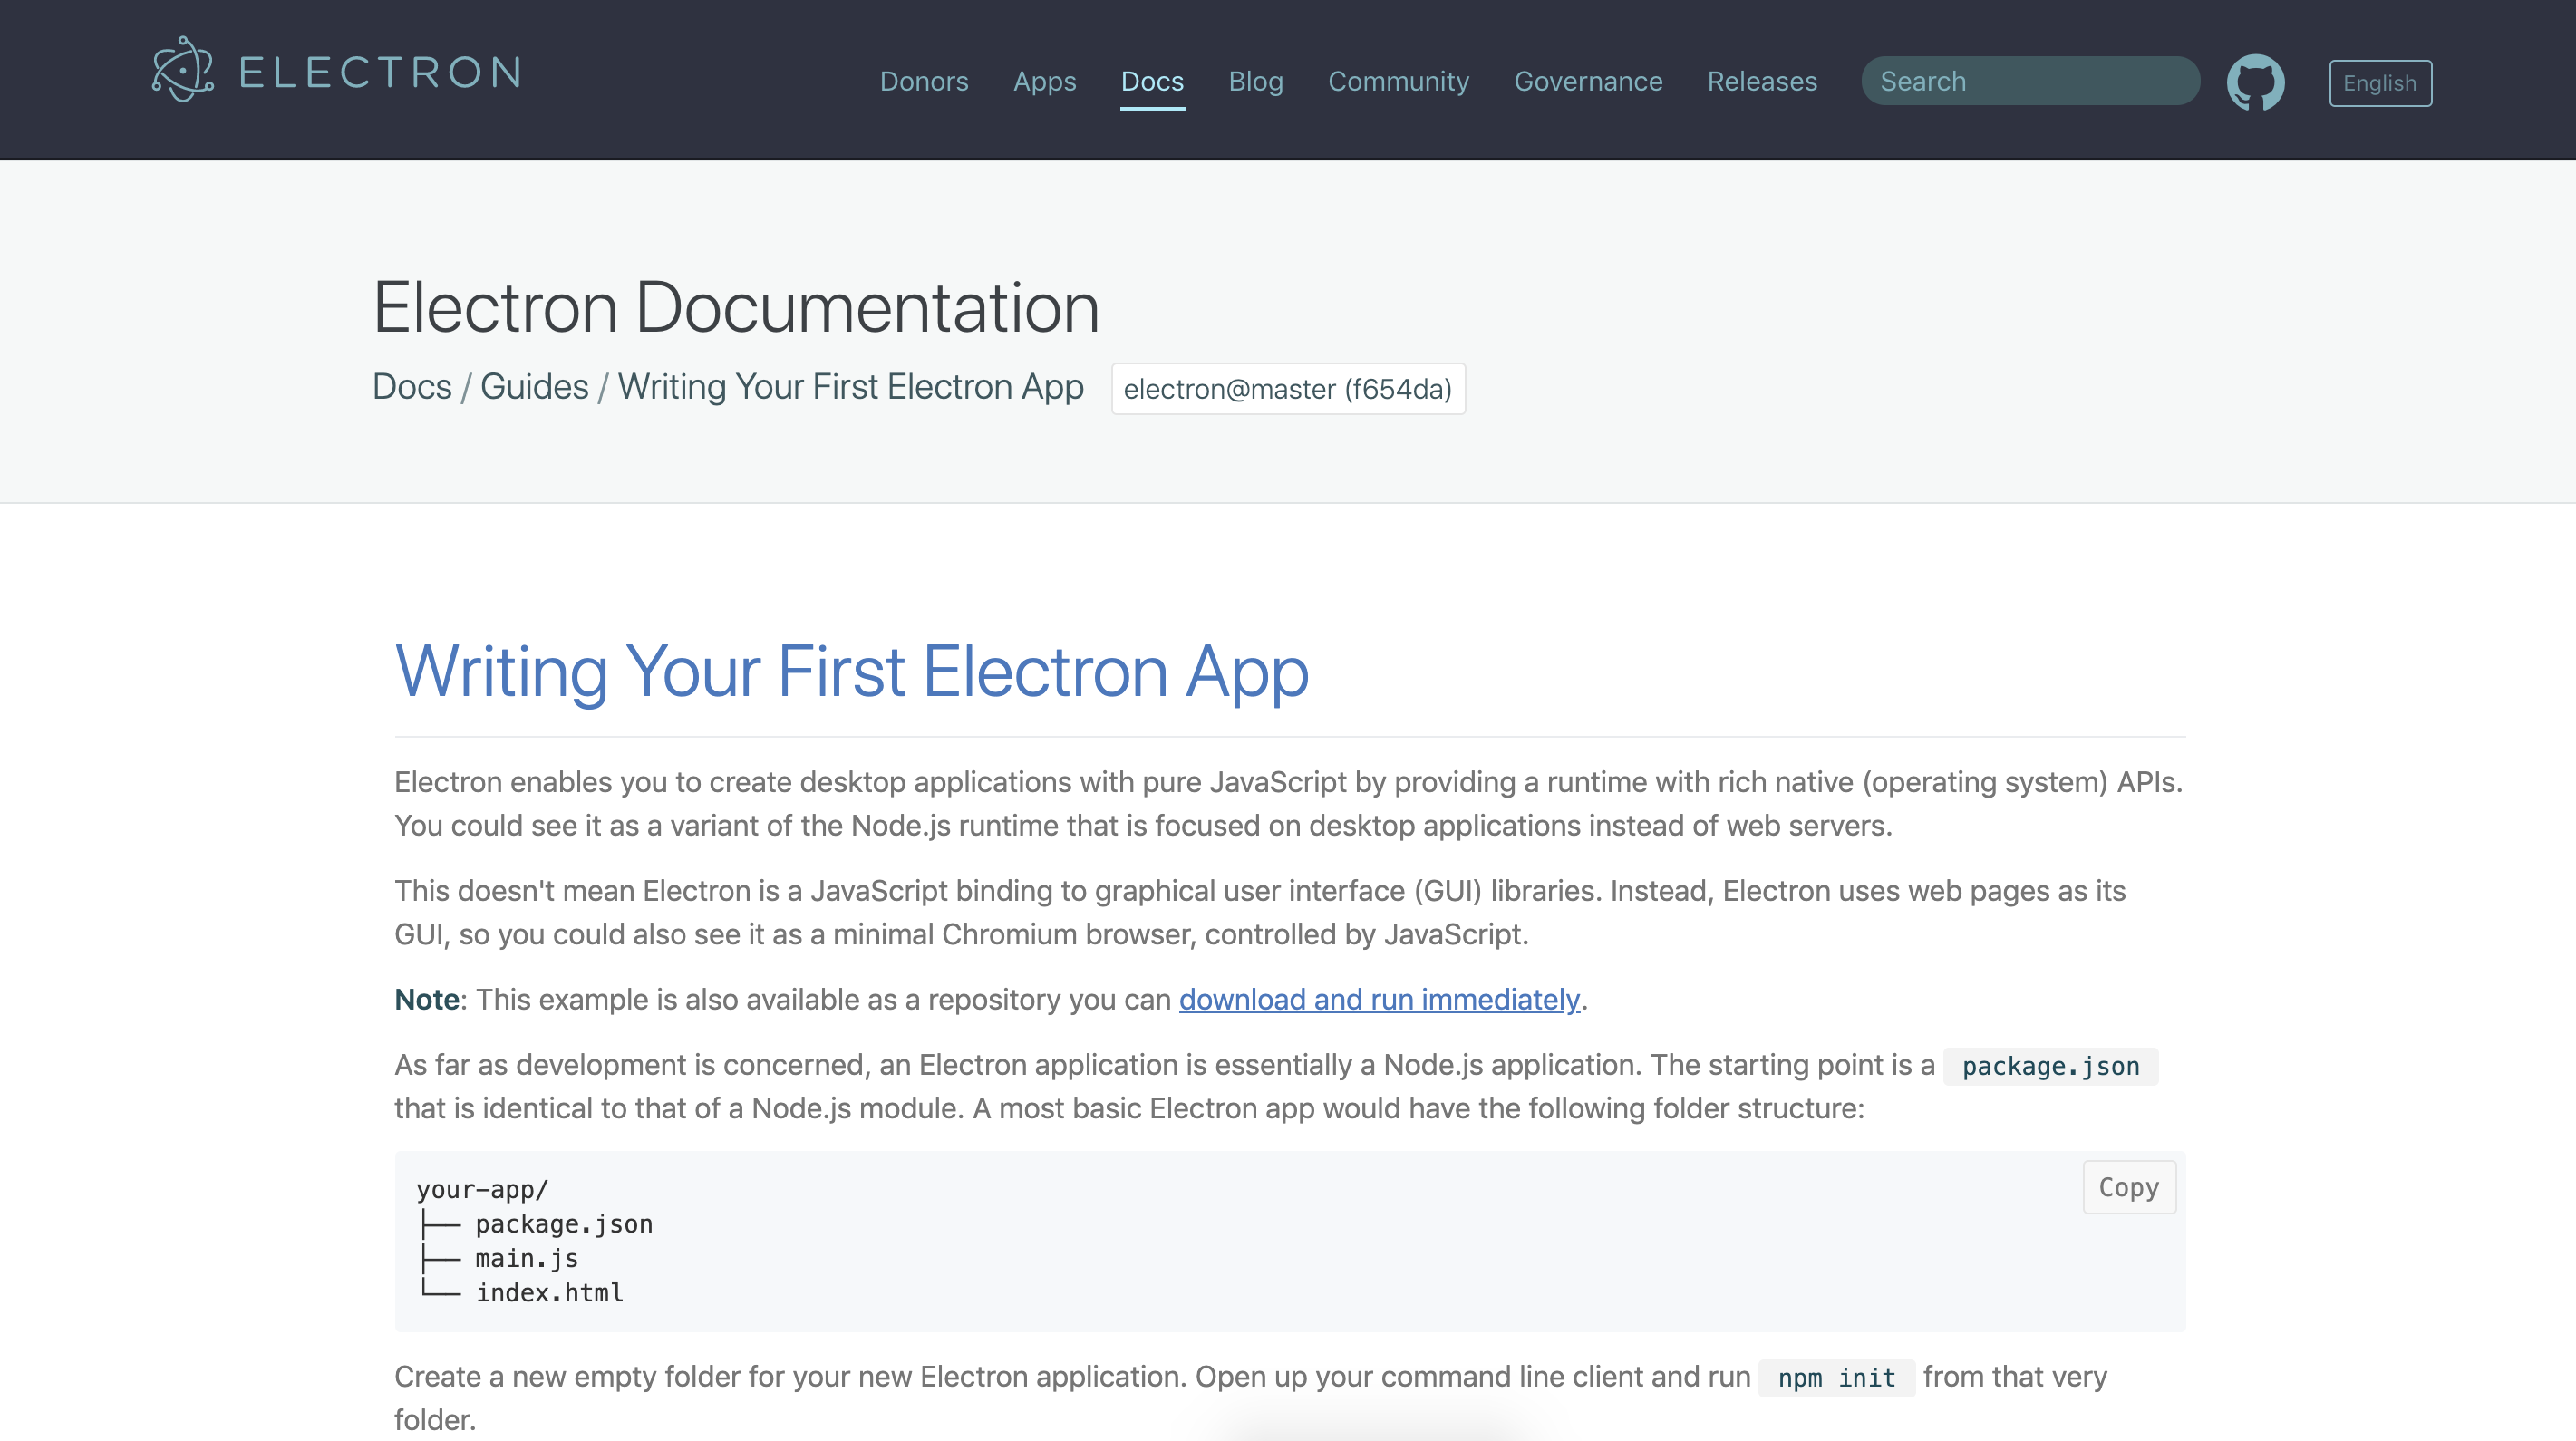 ELECTRON
Donors Apps Docs Blog Community Governance Releases Search English
Electron Documentation
Docs / Guides / Writing Your First Electron App electron@master (f654da)
Writing Your First Electron App
Electron enables you to create desktop applications with pure JavaScript by providing a runtime with rich native (operating system) APIs.
You could see it as a variant of the Node.js runtime that is focused on desktop applications instead of web servers.
This doesn't mean Electron is a JavaScript binding to graphical user interface (GUI) libraries. Instead, Electron uses web pages as its
GUI, so you could also see it as a minimal Chromium browser, controlled by JavaScript.
Note: This example is also available as a repository you can download and run immediately.
As far as development is concerned, an Electron application is essentially a Node.js application. The starting point is a package.json
that is identical to that of a Node.js module. A most basic Electron app would have the following folder structure:
Copy
your-app/
├── package.json
├── main.js
└── index.html
Create a new empty folder for your new Electron application. Open up your command line client and run npm init from that very
folder.